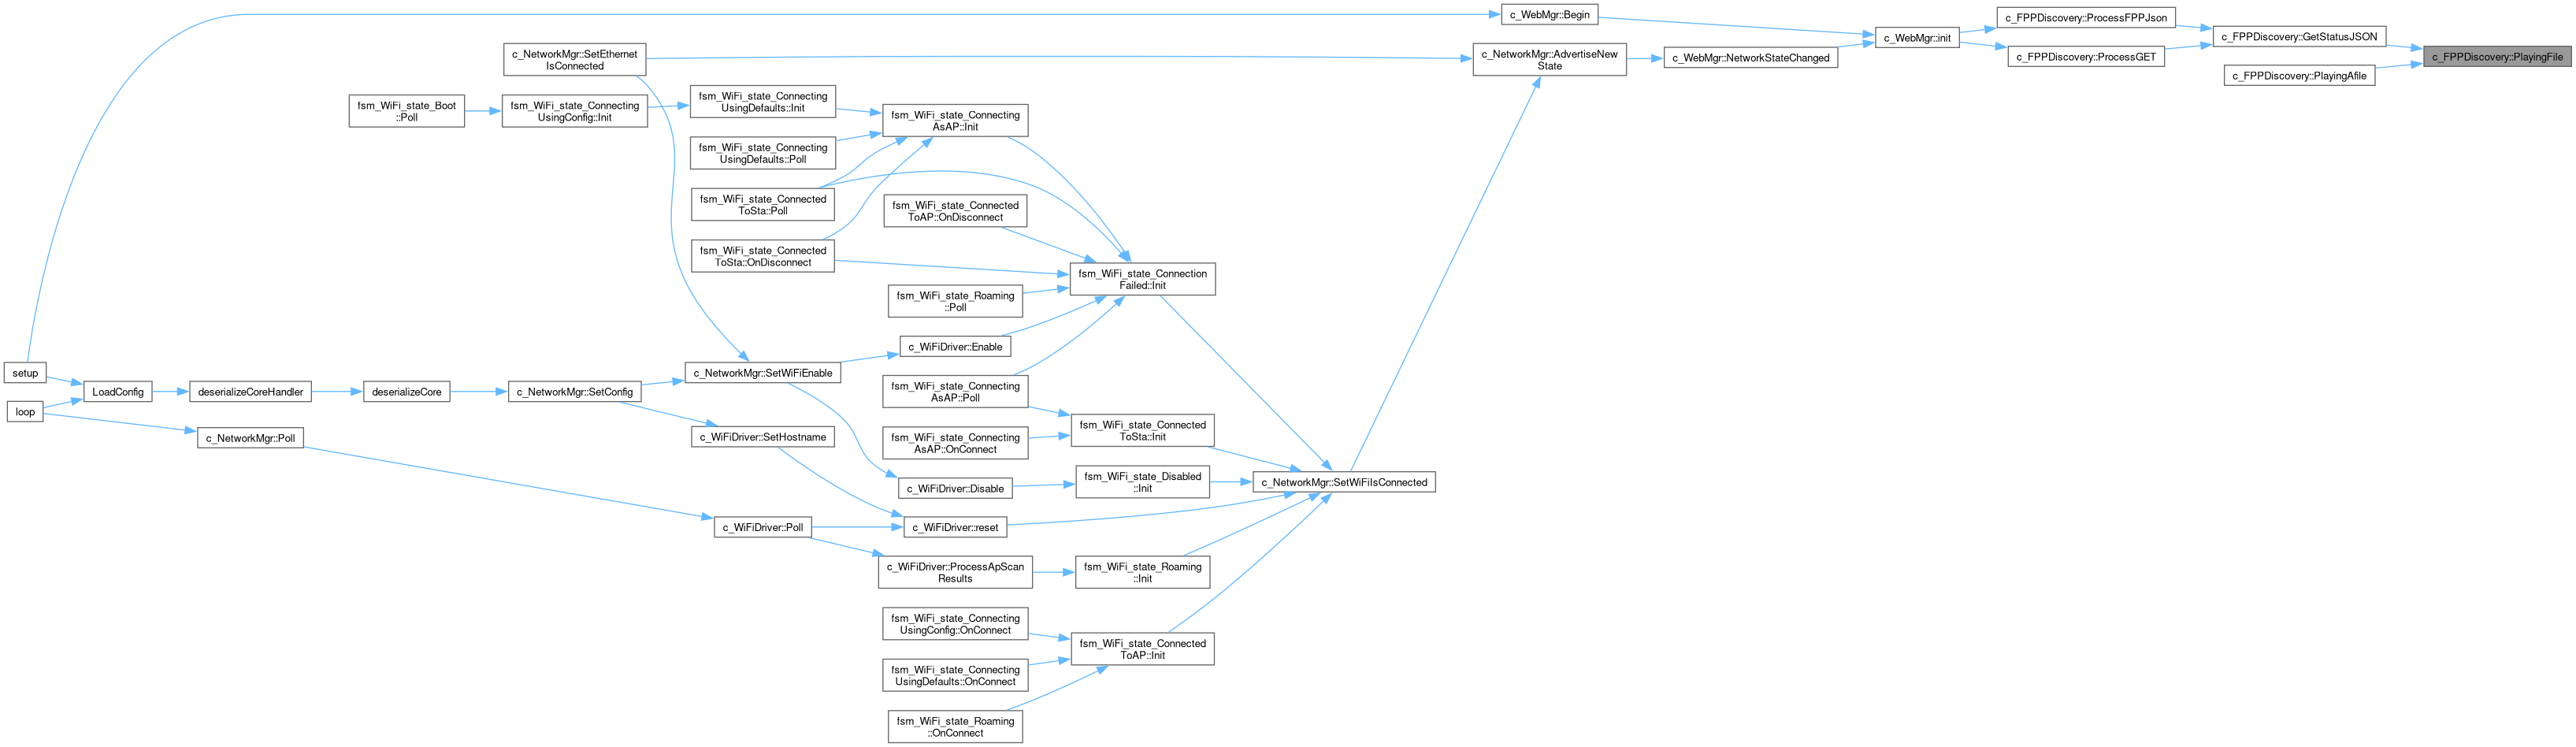 setup
loop
LoadConfig
c_NetworkMgr::Poll
deserializeCoreHandler
fsm_WiFi_state_Boot
::Poll
deserializeCore
c_NetworkMgr::SetEthernet
IsConnected
fsm_WiFi_state_Connecting
UsingConfig::Init
c_NetworkMgr::SetConfig
fsm_WiFi_state_Connecting
UsingDefaults::Init
fsm_WiFi_state_Connecting
UsingDefaults::Poll
fsm_WiFi_state_Connected
ToSta::Poll
fsm_WiFi_state_Connected
ToSta::OnDisconnect
c_NetworkMgr::SetWiFiEnable
c_WiFiDriver::SetHostname
c_WiFiDriver::Poll
fsm_WiFi_state_Connecting
AsAP::Init
fsm_WiFi_state_Connected
ToAP::OnDisconnect
fsm_WiFi_state_Roaming
::Poll
c_WiFiDriver::Enable
fsm_WiFi_state_Connecting
AsAP::Poll
fsm_WiFi_state_Connecting
AsAP::OnConnect
c_WiFiDriver::Disable
c_WiFiDriver::reset
c_WiFiDriver::ProcessApScan
Results
fsm_WiFi_state_Connecting
UsingConfig::OnConnect
fsm_WiFi_state_Connecting
UsingDefaults::OnConnect
fsm_WiFi_state_Roaming
::OnConnect
fsm_WiFi_state_Connection
Failed::Init
fsm_WiFi_state_Connected
ToSta::Init
fsm_WiFi_state_Disabled
::Init
fsm_WiFi_state_Roaming
::Init
fsm_WiFi_state_Connected
ToAP::Init
c_NetworkMgr::SetWiFiIsConnected
c_WebMgr::Begin
c_NetworkMgr::AdvertiseNew
State
c_WebMgr::NetworkStateChanged
c_WebMgr::init
c_FPPDiscovery::ProcessFPPJson
c_FPPDiscovery::ProcessGET
c_FPPDiscovery::GetStatusJSON
c_FPPDiscovery::PlayingAfile
c_FPPDiscovery::PlayingFile